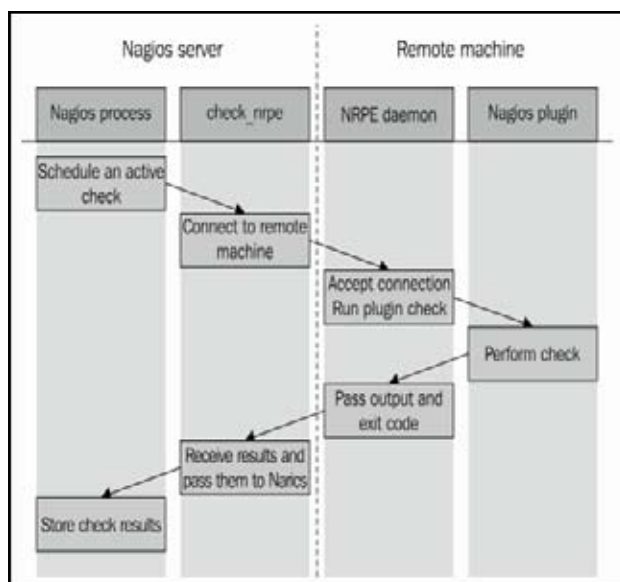 Nagios server
Remote machine
Nagios process
check_nrpe
NRPE daemon
Nagios plugin
Schedule an active
check
Connect to remote
machine
Accept connection
Run plugin check
Perform check
Pass output and
exit code
Receive results and
pass them to Narics
Store check results